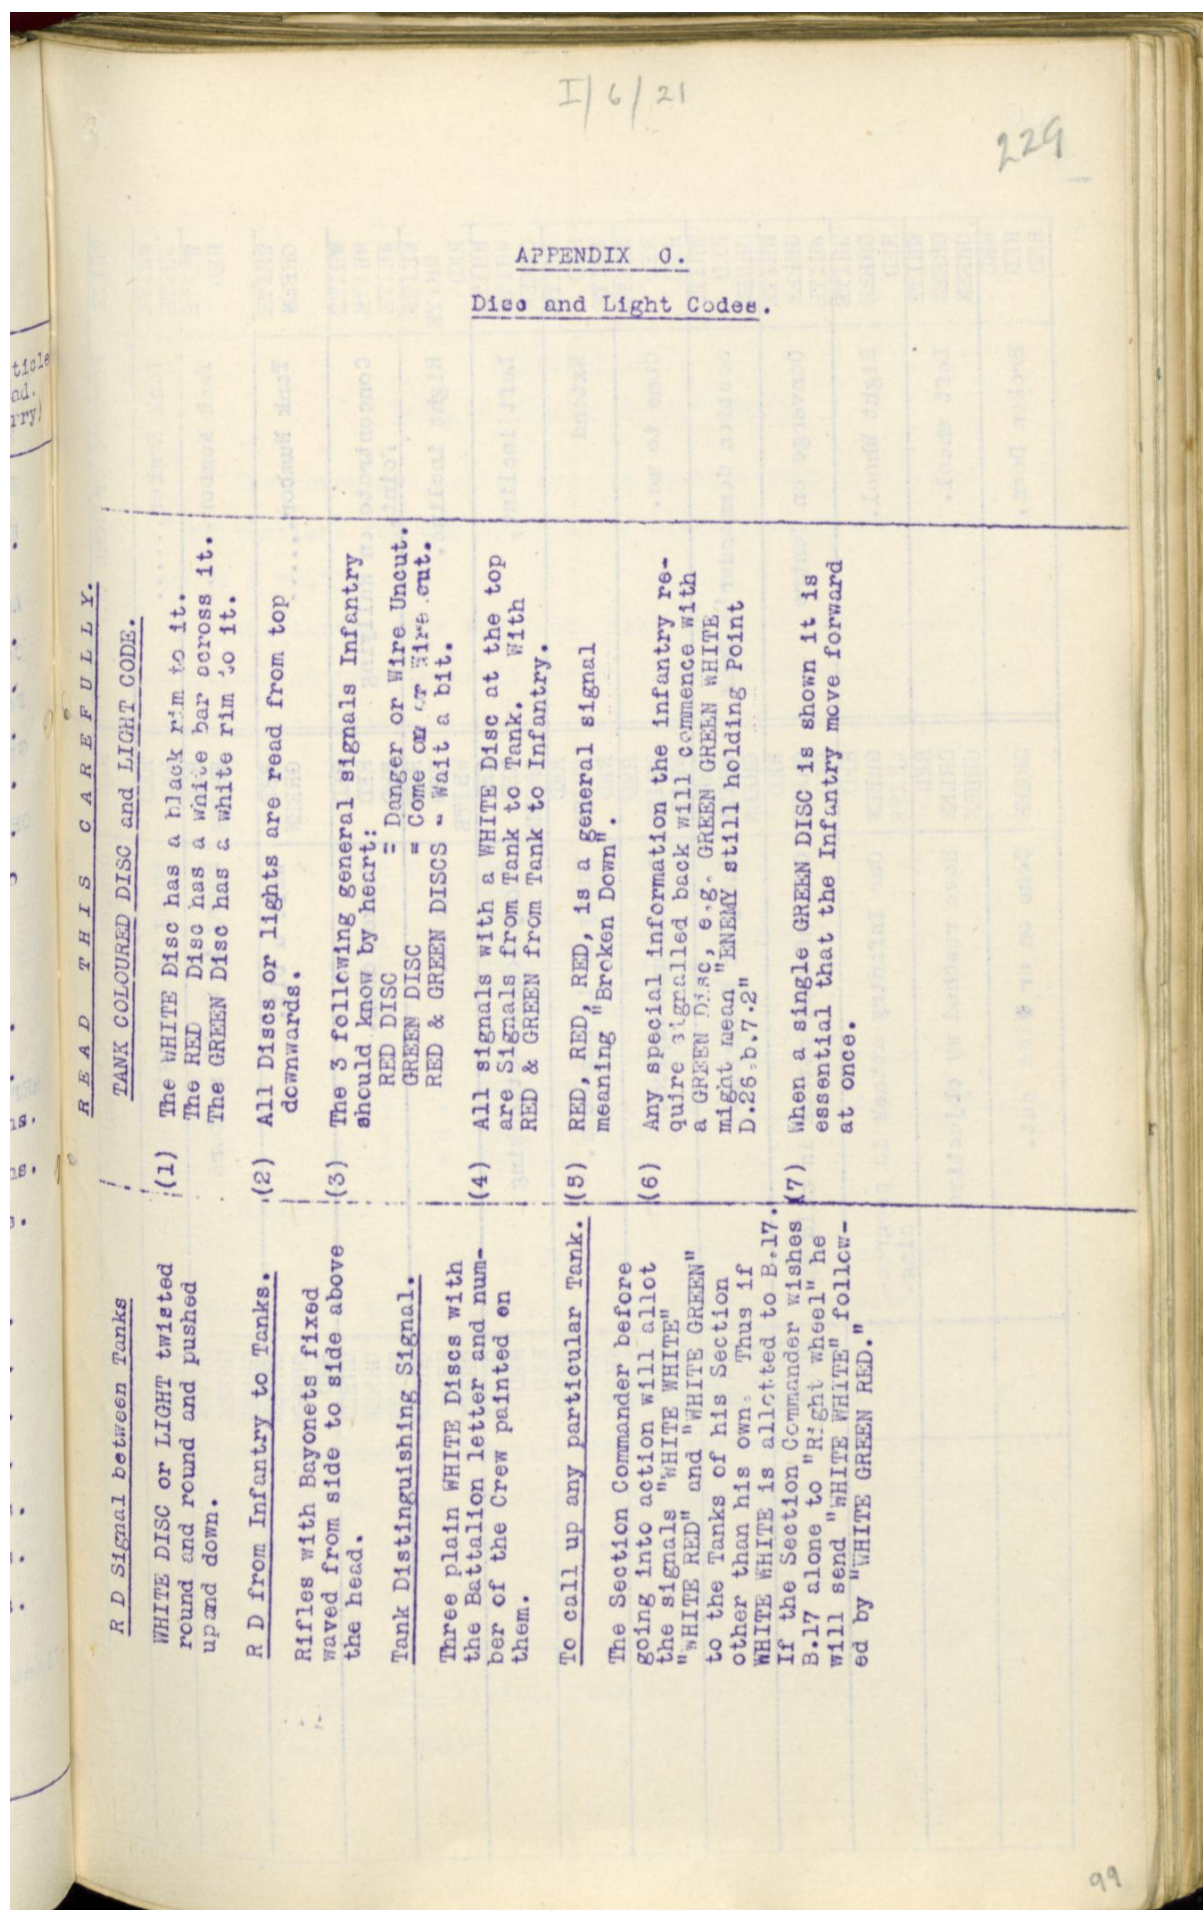 I/6/21
229
APPENDIX C.
Disc and Light Codes.
READ THIS CAREFULLY.
TANK COLOURED DISC and LIGHT CODE.
(1) The WHITE Disc has a black rim to it.
The RED Disc has a white bar across it.
The GREEN Disc has a white rim to it.
(2) All Discs or lights are read from top
downwards.
(3) The 3 following general signals Infantry
should know by heart:
RED DISC = Danger or Wire Uncut.
GREEN DISC = Come on or Wire cut.
RED & GREEN DISCS = Wait a bit.
(4) All signals with a WHITE Disc at the top
are Signals from Tank to Tank. With
RED & GREEN from Tank to Infantry.
(5) RED, RED, RED, is a general signal
meaning "Broken Down".
(6) Any special information the infantry re-
quire signalled back will commence with
a GREEN Disc, e.g. GREEN GREEN WHITE
might mean "ENEMY still holding Point
D.26.b.7.2"
(7) When a single GREEN DISC is shown it is
essential that the Infantry move forward
at once.
R D Signal between Tanks
WHITE DISC or LIGHT twisted
round and round and pushed
up and down.
R D from Infantry to Tanks.
Rifles with Bayonets fixed
waved from side to side above
the head.
Tank Distinguishing Signal.
Three plain WHITE Discs with
the Battalion letter and num-
ber of the Crew painted on
them.
To call up any particular Tank.
The Section Commander before
going into action will allot
the signals "WHITE WHITE"
"WHITE RED" and "WHITE GREEN"
to the Tanks of his Section
other than his own. Thus if
WHITE WHITE is allotted to B.17.
If the Section Commander wishes
B.17 alone to "Right wheel" he
will send "WHITE WHITE" follow-
ed by "WHITE GREEN RED."
99